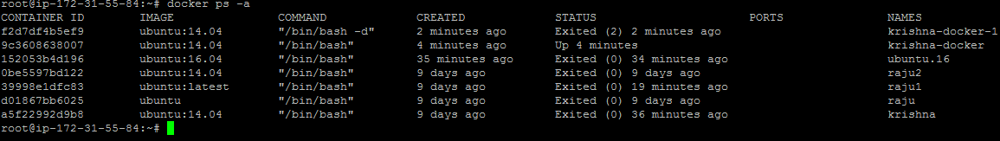 root@ip-172-31-55-84:~# docker ps -a
CONTAINER ID IMAGE COMMAND CREATED STATUS PORTS NAMES
f2d7df4b5ef9 ubuntu:14.04 "/bin/bash -d" 2 minutes ago Exited (2) 2 minutes ago krishna-docker-1
9c3608638007 ubuntu:14.04 "/bin/bash" 4 minutes ago Up 4 minutes krishna-docker
152053b4d196 ubuntu:16.04 "/bin/bash" 35 minutes ago Exited (0) 34 minutes ago ubuntu.16
0be5597bd122 ubuntu:14.04 "/bin/bash" 9 days ago Exited (0) 9 days ago raju2
39998e1dfc83 ubuntu:latest "/bin/bash" 9 days ago Exited (0) 19 minutes ago raju1
d01867bb6025 ubuntu "/bin/bash" 9 days ago Exited (0) 9 days ago raju
a5f22992d9b8 ubuntu:14.04 "/bin/bash" 9 days ago Exited (0) 36 minutes ago krishna
root@ip-172-31-55-84:~#